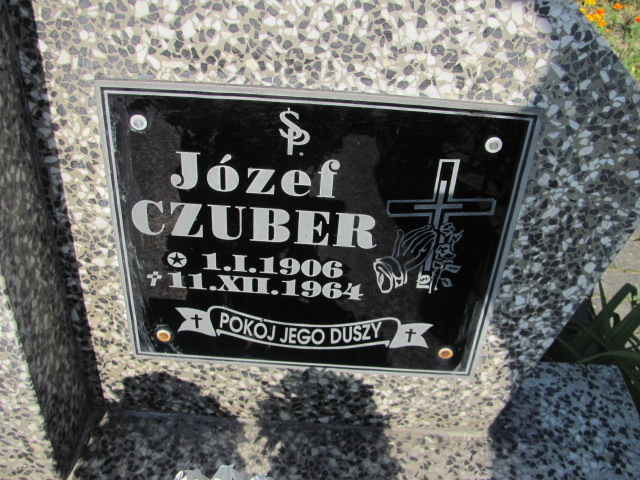 ŚP.
Józef
CZUBER
1.I.1906
11.XII.1964
POKÓJ JEGO DUSZY